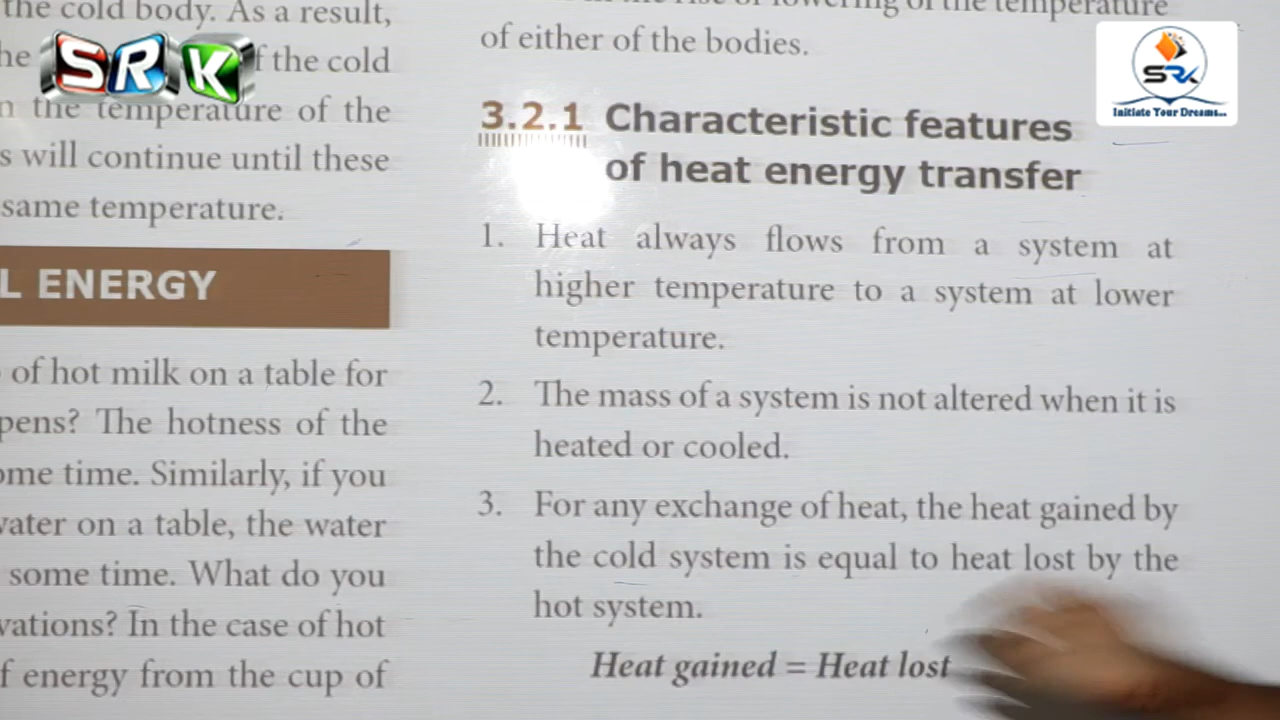 the cold body. As a result,
he
f the cold
n the temperature of the
s will continue until these
same temperature.
L ENERGY
of hot milk on a table for
pens? The hotness of the
ome time. Similarly, if you
vater on a table, the water
some time. What do you
vations? In the case of hot
f energy from the cup of
SRK
of the temperature
of either of the bodies.
3.2.1 Characteristic features
of heat energy transfer
1. Heat always flows from a system at
higher temperature to a system at lower
temperature.
2. The mass of a system is not altered when it is
heated or cooled.
3. For any exchange of heat, the heat gained by
the cold system is equal to heat lost by the
hot system.
Heat gained = Heat lost
SRK
Initiate Your Dreams...